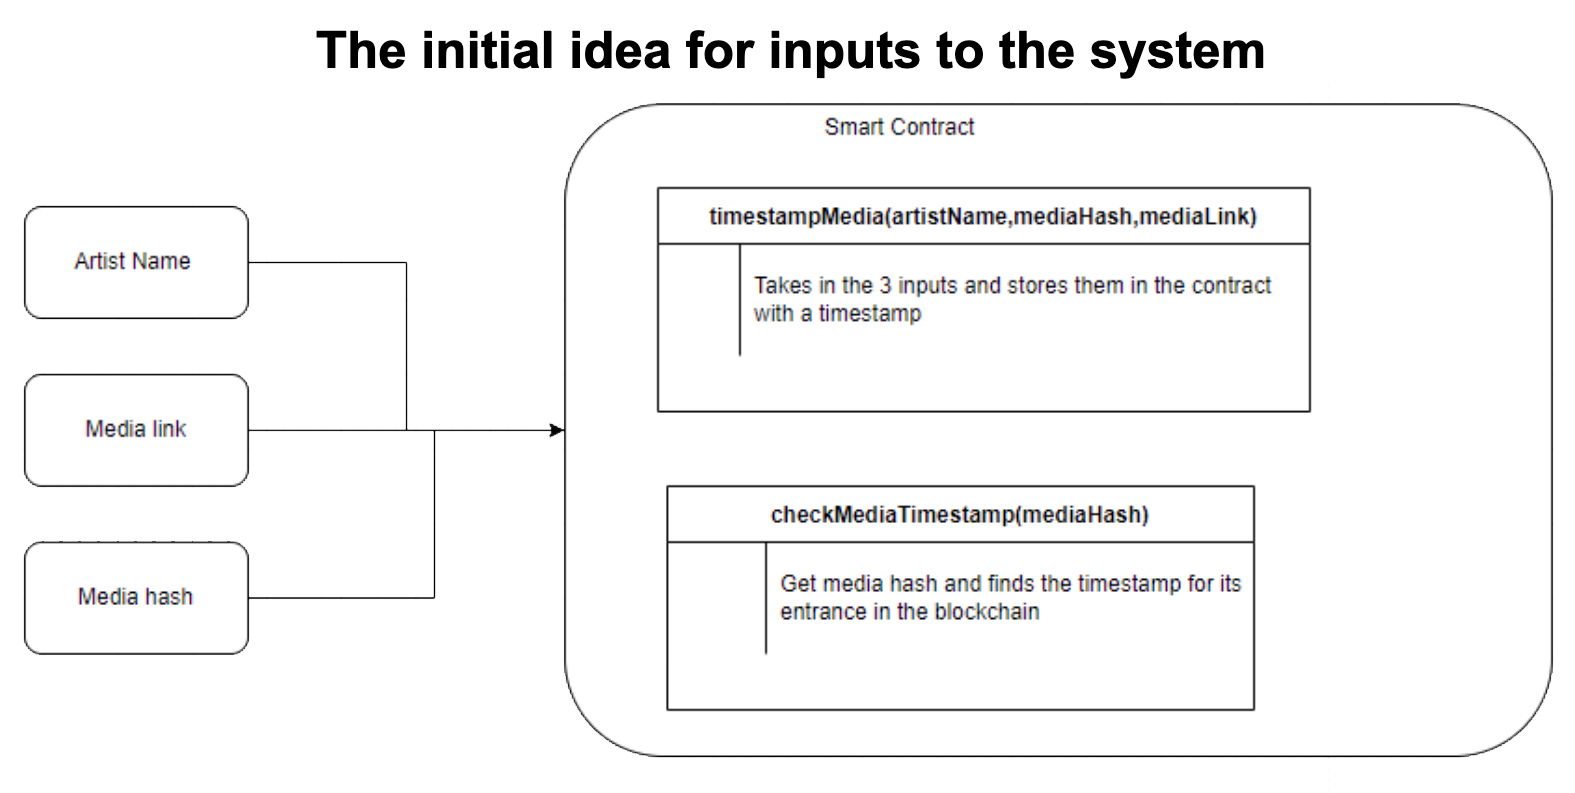 The initial idea for inputs to the system
Smart Contract
timestampMedia(artistName,mediaHash,mediaLink)
Takes in the 3 inputs and stores them in the contract
with a timestamp
Artist Name
Media link
Media hash
checkMediaTimestamp(mediaHash)
Get media hash and finds the timestamp for its
entrance in the blockchain